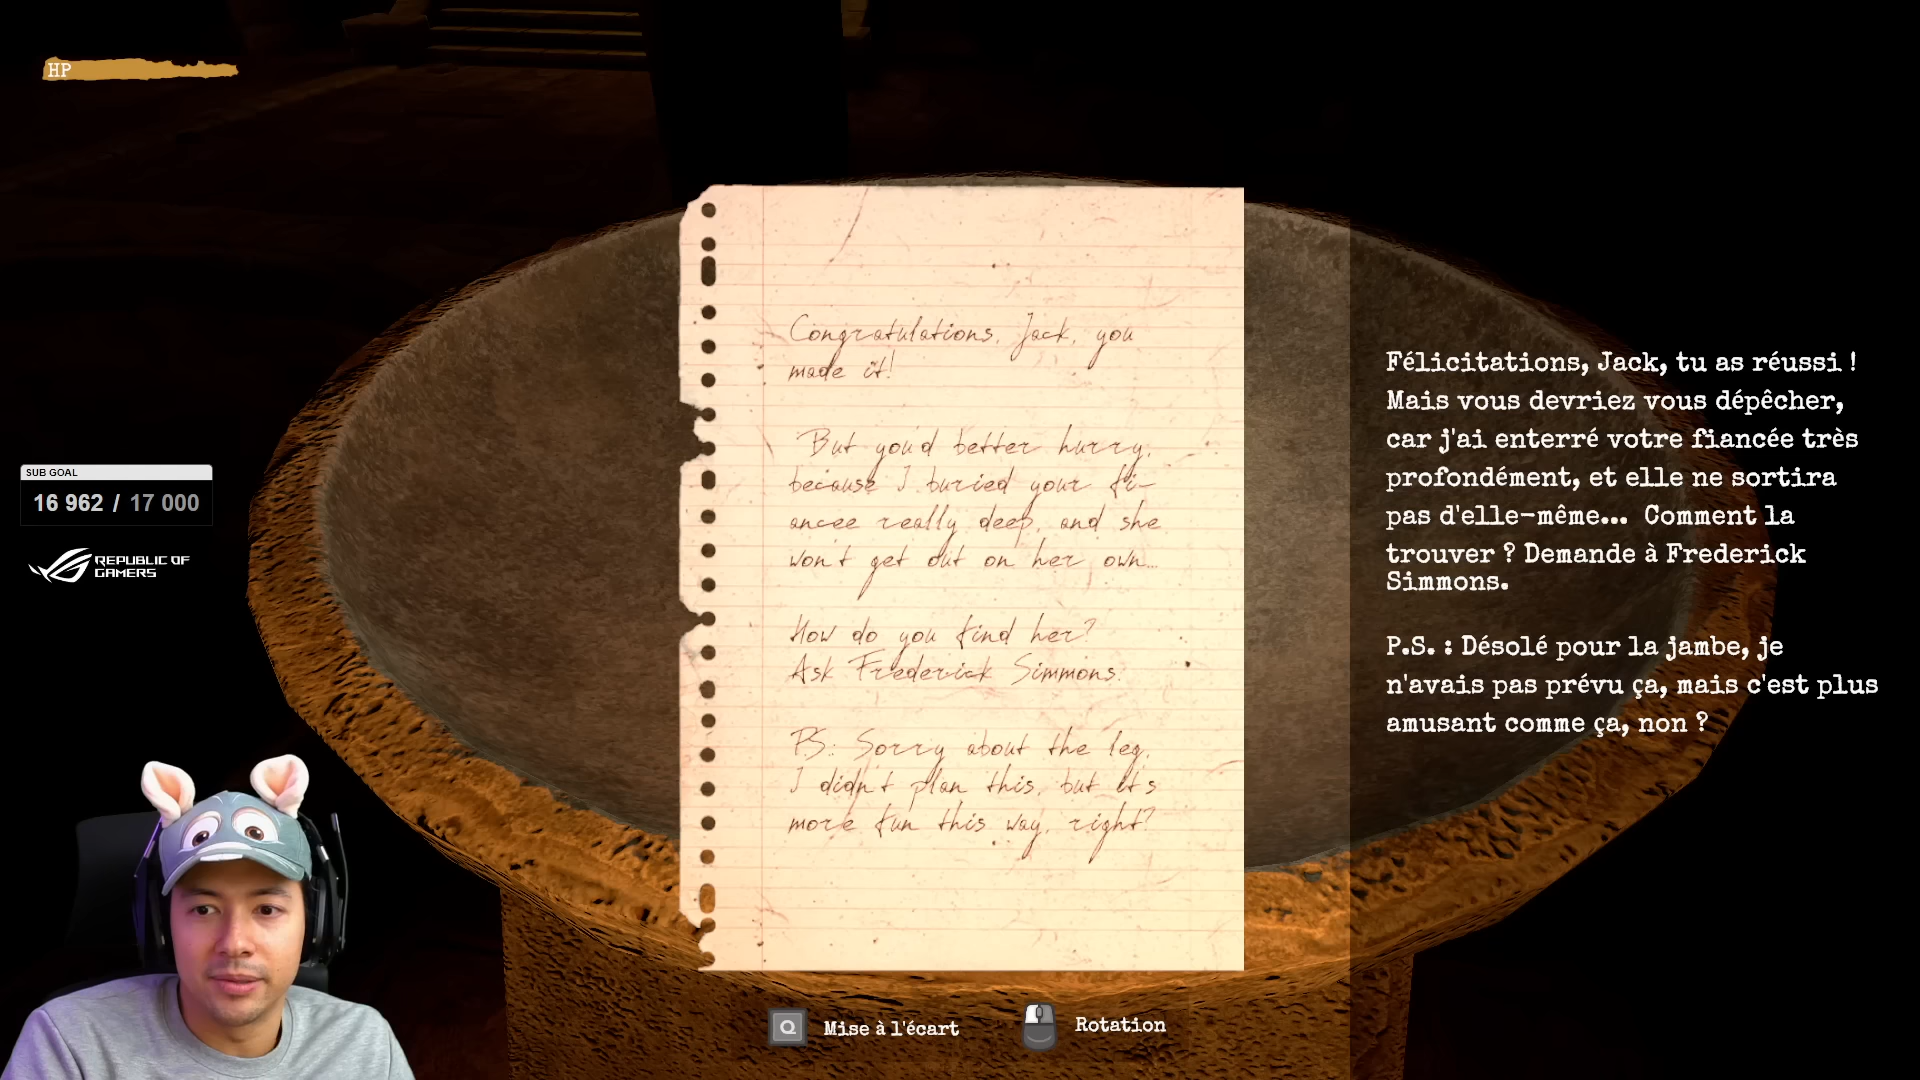 HP
SUB GOAL
16 962 / 17 000
REPUBLIC OF
GAMERS
Congratulations, Jack, you
made it!
But you'd better hurry,
because I buried your fi-
ancee really deep, and she
won't get out on her own...
How do you find her?
Ask Frederick Simmons.
PS: Sorry about the leg,
I didn't plan this, but it's
more fun this way, right?
Félicitations, Jack, tu as réussi !
Mais vous devriez vous dépêcher,
car j'ai enterré votre fiancée très
profondément, et elle ne sortira
pas d'elle-même... Comment la
trouver ? Demande à Frederick
Simmons.
P.S. : Désolé pour la jambe, je
n'avais pas prévu ça, mais c'est plus
amusant comme ça, non ?
Q Mise à l'écart
Rotation